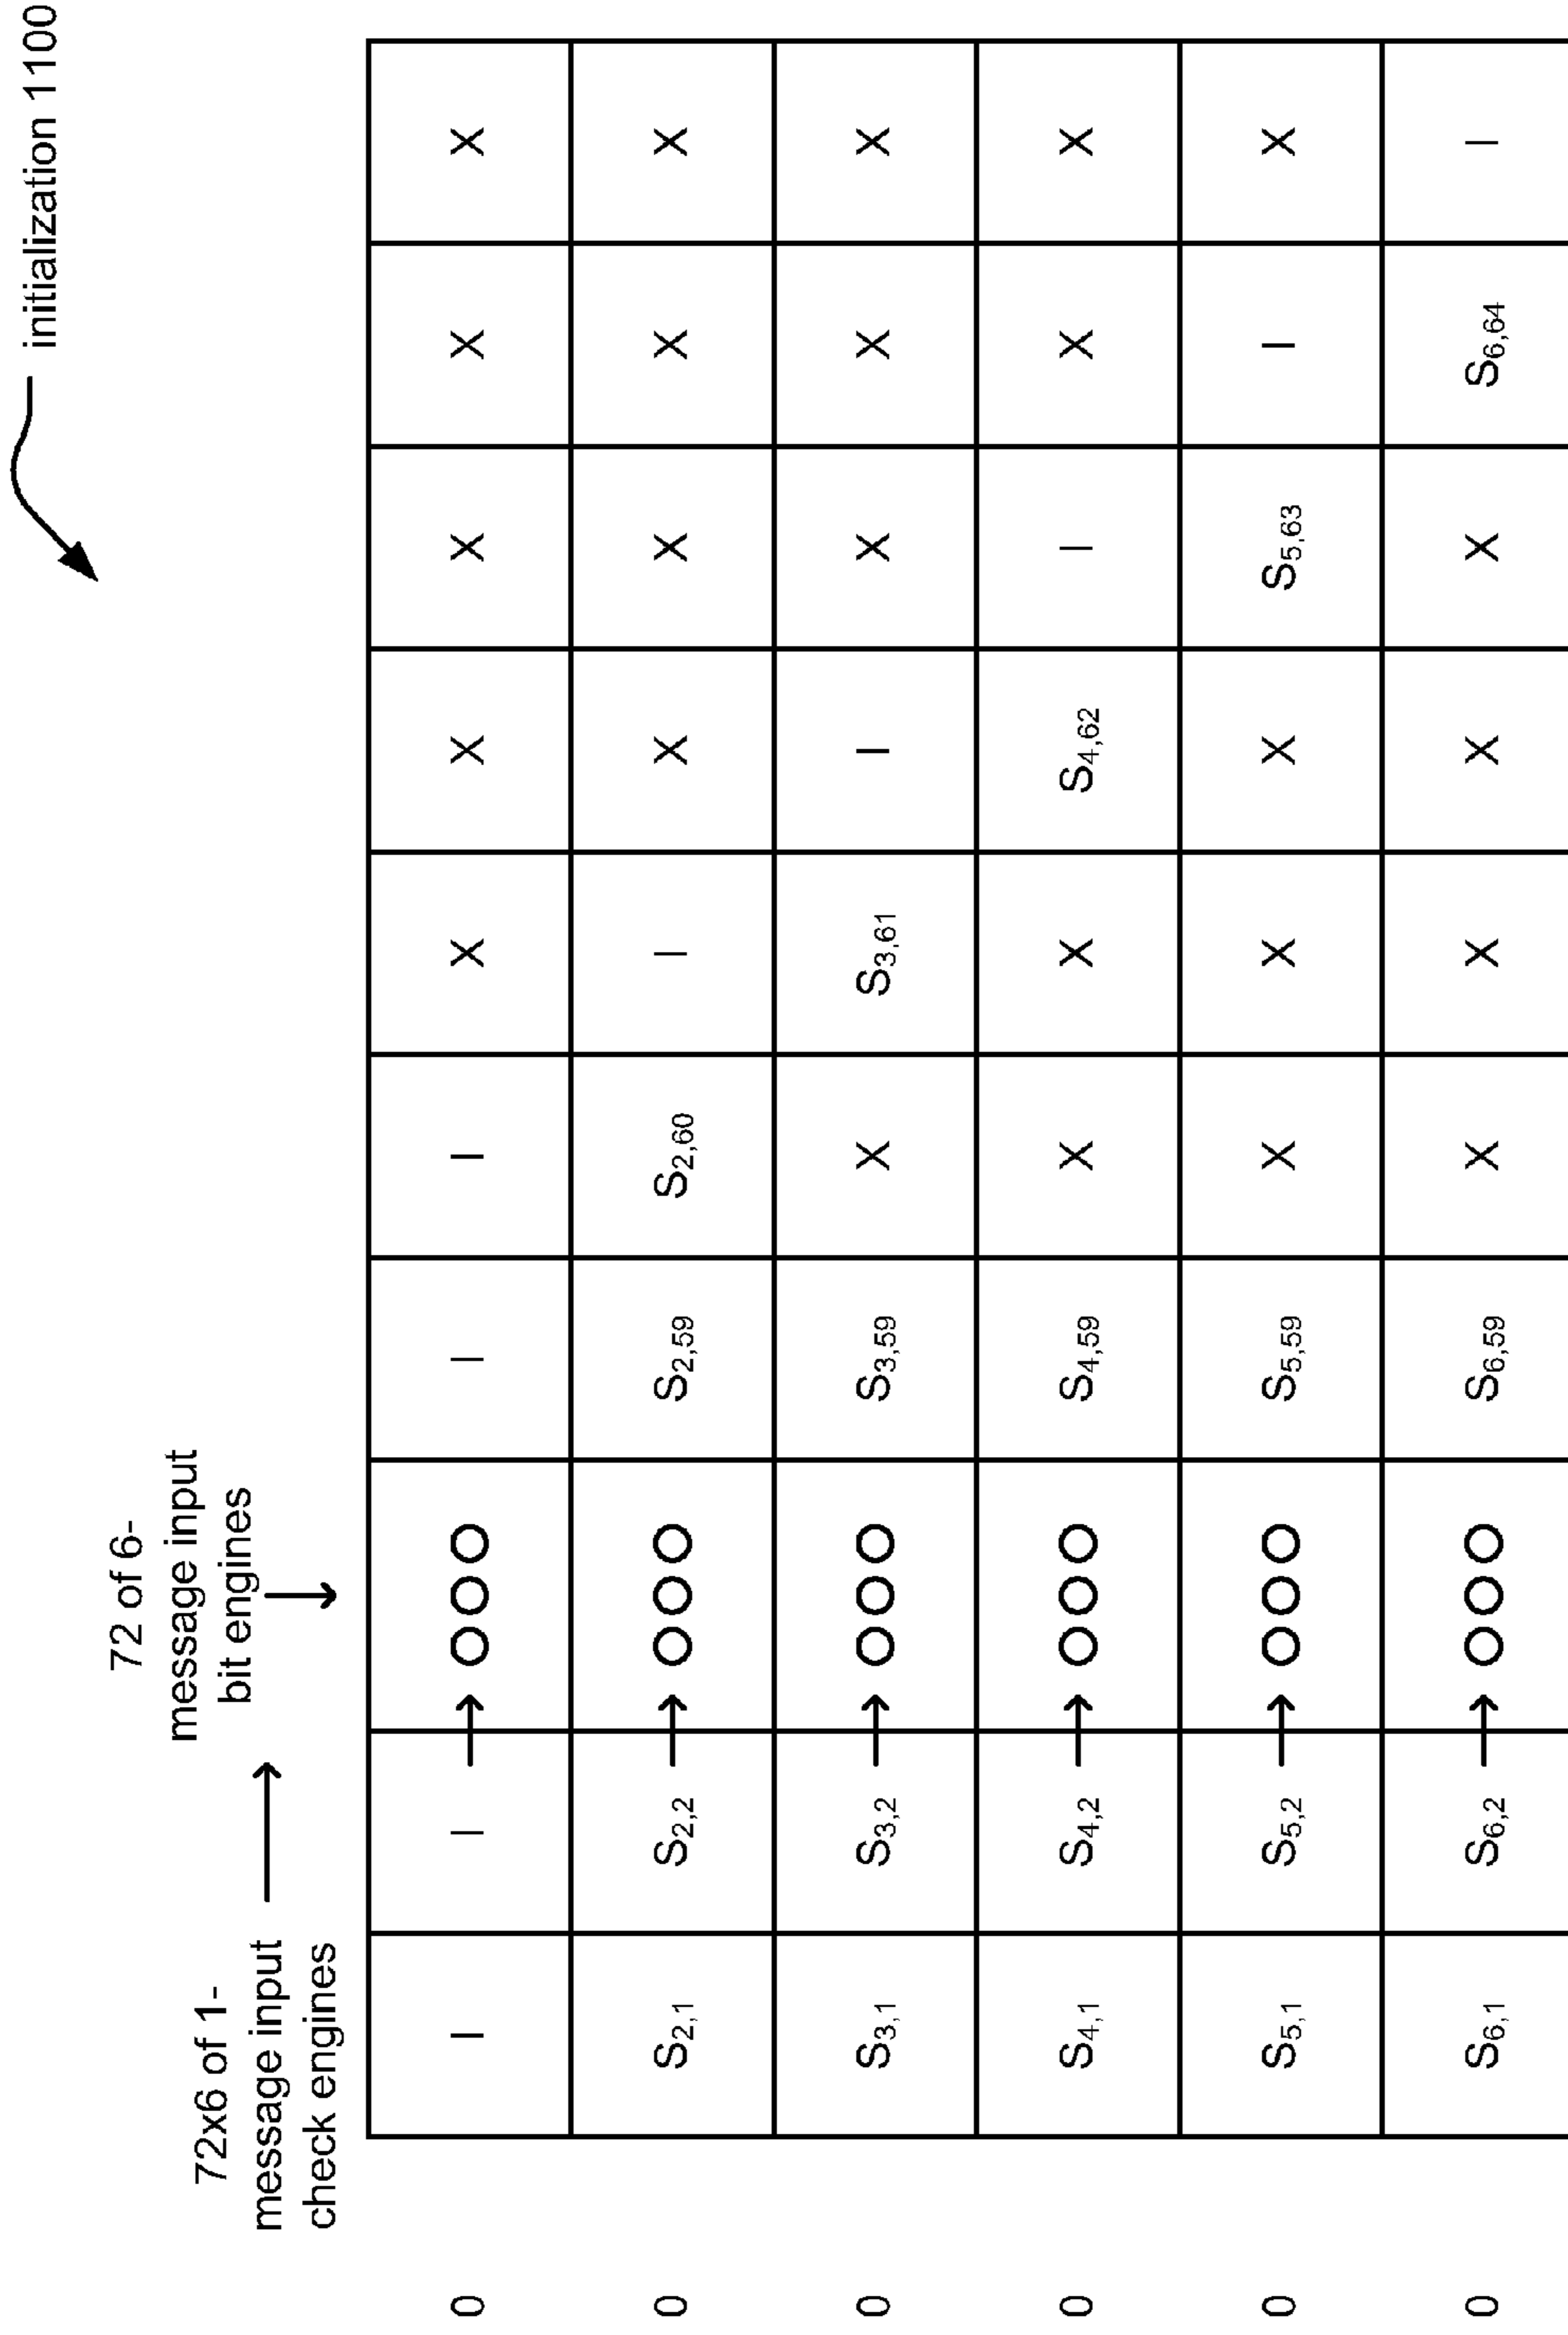 initialization 1100
72 of 6-
message input
bit engines
72x6 of 1-
message input
check engines
0 I I I I X X X X X
0 S2,1 S2,2 S2,59 S2,60 I X X X X
0 S3,1 S3,2 S3,59 X S3,61 I X X X
0 S4,1 S4,2 S4,59 X X S4,62 I X X
0 S5,1 S5,2 S5,59 X X X S5,63 I X
0 S6,1 S6,2 S6,59 X X X X S6,64 I